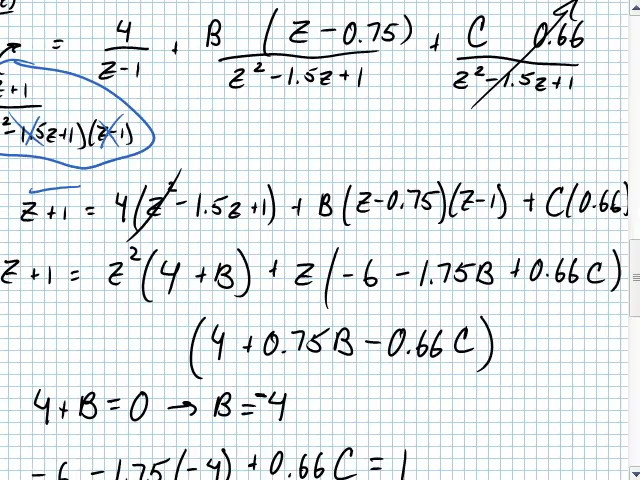 = 4/(z-1) + B (z-0.75)/(z²-1.5z+1) + C 0.66/(z²-1.5z+1)
z+1
²-1.5z+1)(z-1)
z+1 = 4(z²-1.5z+1) + B(z-0.75)(z-1) + C(0.66)
z+1 = z²(4+B) + z(-6 -1.75B +0.66C)
(4 + 0.75B - 0.66C)
4+B=0 → B=-4
-6 -1.75(-4) +0.66C = 1